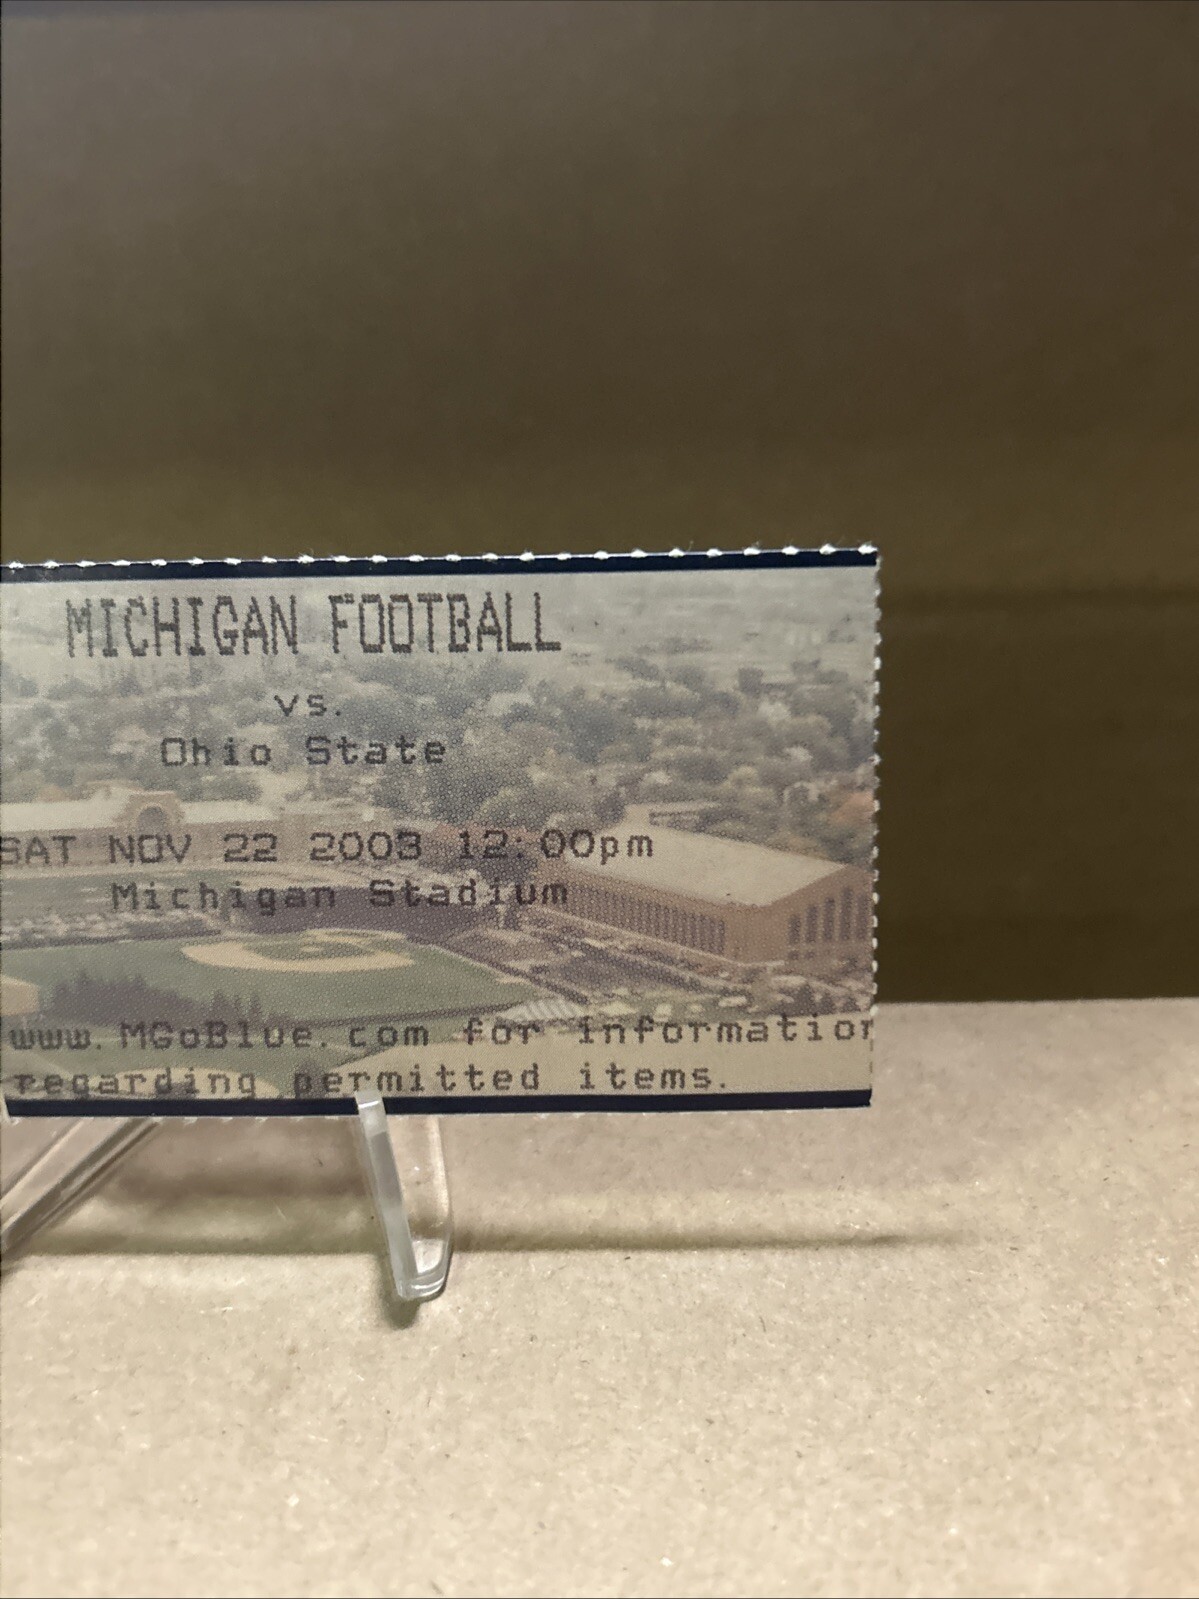 MICHIGAN FOOTBALL
vs.
Ohio State
SAT NOV 22 2003 12:00pm
Michigan Stadium
www.MGoBlue.com for information
regarding permitted items.